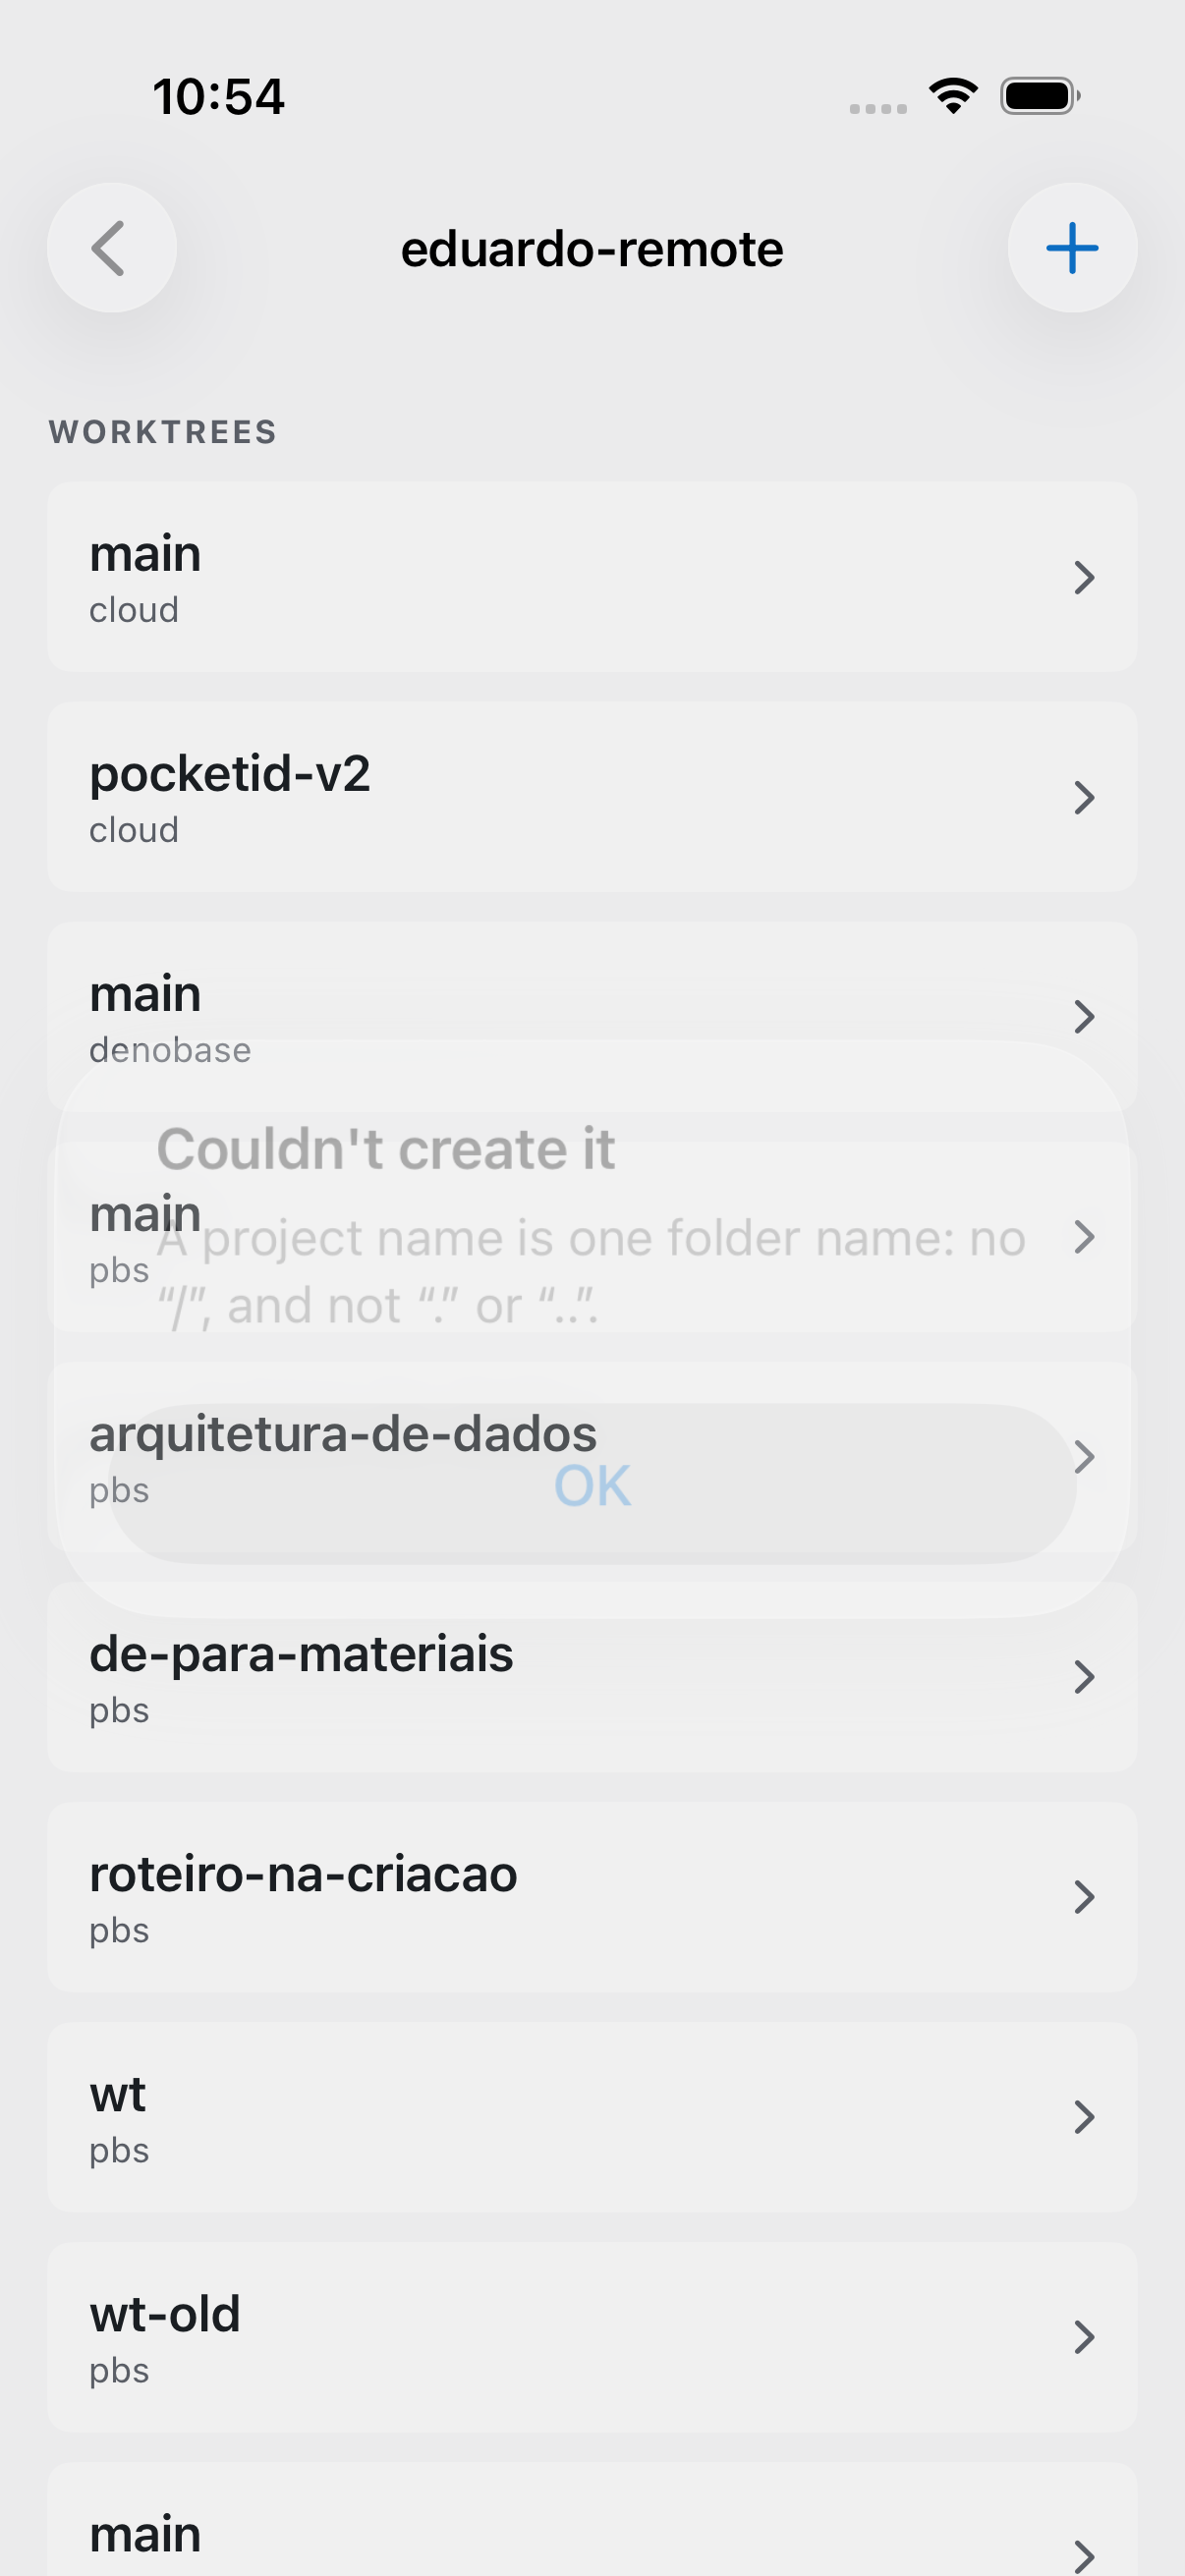 10:54
eduardo-remote
WORKTREES
main
cloud
pocketid-v2
cloud
main
denobase
Couldn't create it
main
A project name is one folder name: no
pbs
“/”, and not “.” or “..”.
arquitetura-de-dados
OK
pbs
de-para-materiais
pbs
roteiro-na-criacao
pbs
wt
pbs
wt-old
pbs
main